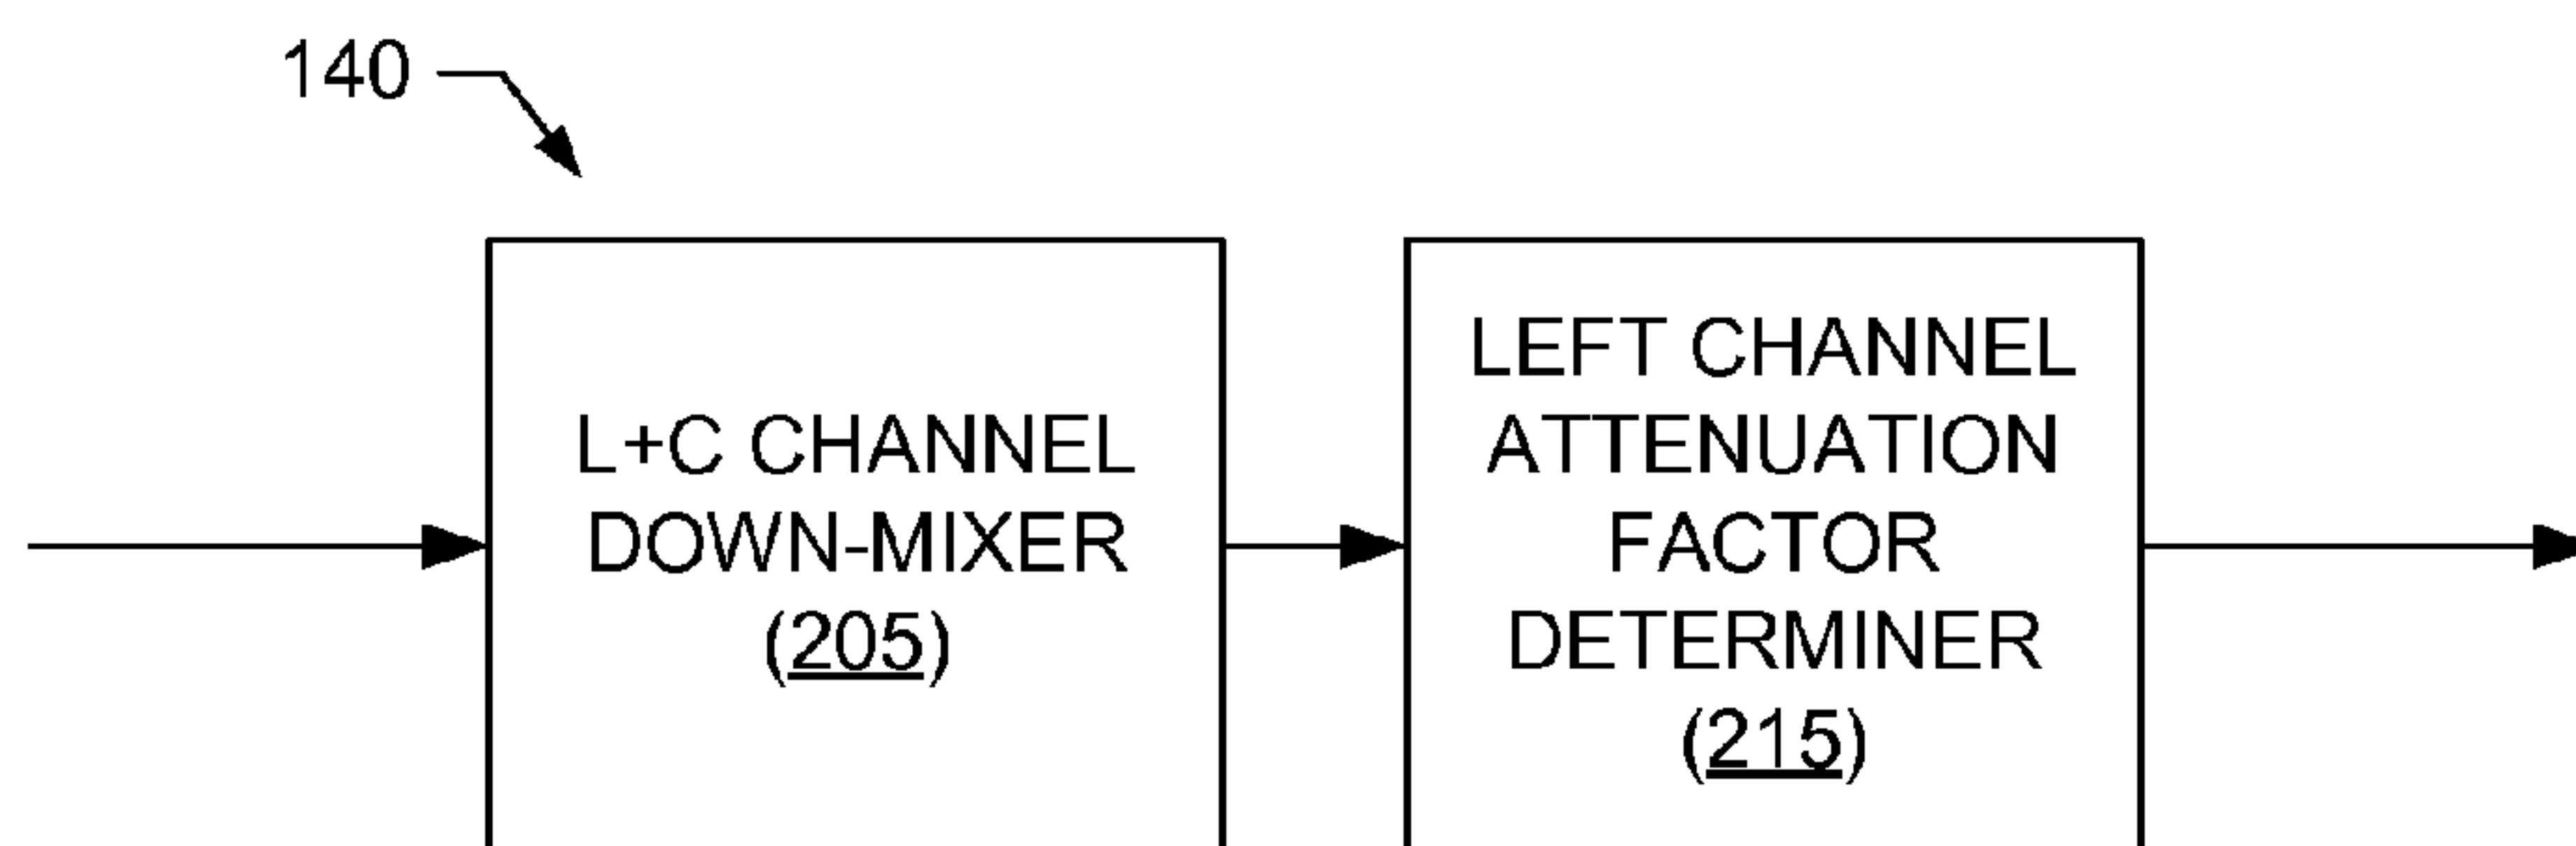 140
L+C CHANNEL
DOWN-MIXER
(205)
LEFT CHANNEL
ATTENUATION
FACTOR
DETERMINER
(215)